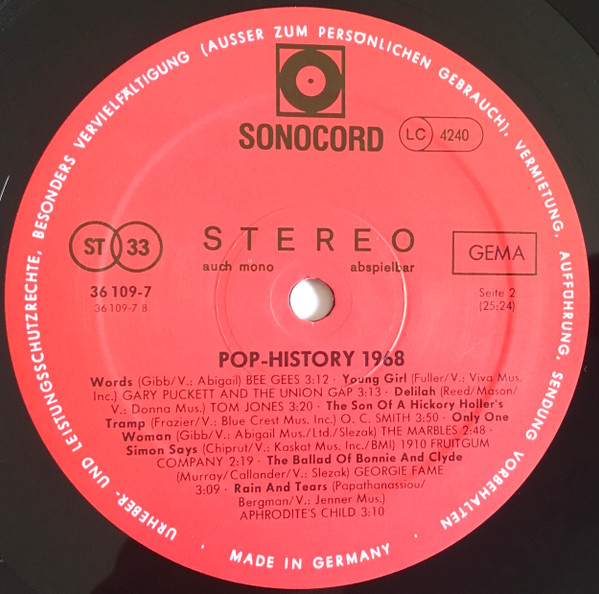 URHEBER- UND LEISTUNGSSCHUTZRECHTE, BESONDERS VERVIELFÄLTIGUNG (AUSSER ZUM PERSÖNLICHEN GEBRAUCH), VERMIETUNG, AUFFÜHRUNG, SENDUNG VORBEHALTEN
SONOCORD
LC 4240
ST 33
STEREO
auch mono abspielbar
GEMA
36 109-7
36 109-7 B
Seite 2
(25:24)
POP-HISTORY 1968
Words (Gibb/V.: Abigail) BEE GEES 3:12 · Young Girl (Fuller/V.: Viva Mus.
Inc.) GARY PUCKETT AND THE UNION GAP 3:13 · Delilah (Reed/Mason/
V.: Donna Mus.) TOM JONES 3:20 · The Son Of A Hickory Holler's
Tramp (Frazier/V.: Blue Crest Mus. Inc.) O. C. SMITH 3:50 · Only One
Woman (Gibb/V.: Abigail Mus./Ltd./Slezak) THE MARBLES 2:48 ·
Simon Says (Chiprut/V.: Kaskat Mus. Inc./BMI) 1910 FRUITGUM
COMPANY 2:19 · The Ballad Of Bonnie And Clyde
(Murray/Callander/V.: Slezak) GEORGIE FAME
3:09 · Rain And Tears (Papathanassiou/
Bergman/V.: Jenner Mus.)
APHRODITE'S CHILD 3:10
· MADE IN GERMANY ·